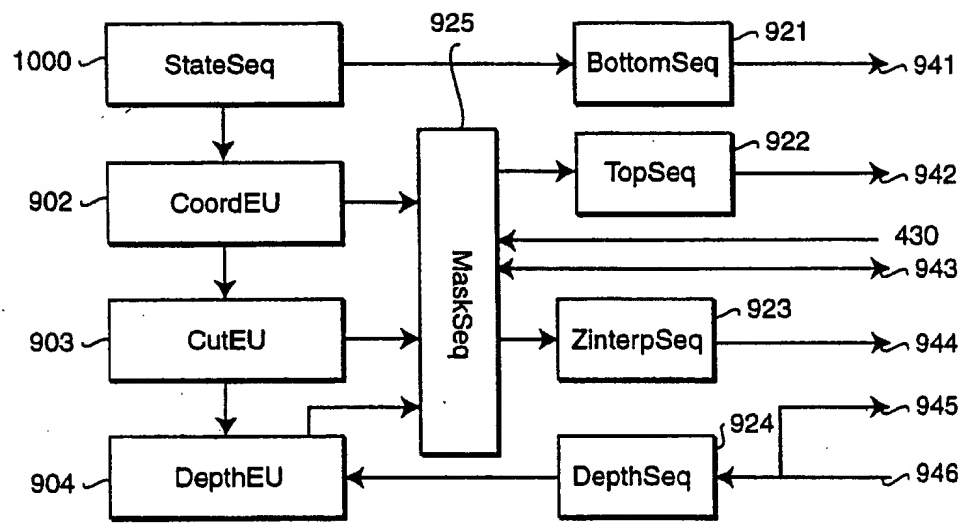 925
1000
StateSeq
BottomSeq
921
941
902
CoordEU
TopSeq
922
942
430
943
MaskSeq
903
CutEU
ZinterpSeq
923
944
945
904
DepthEU
DepthSeq
924
946